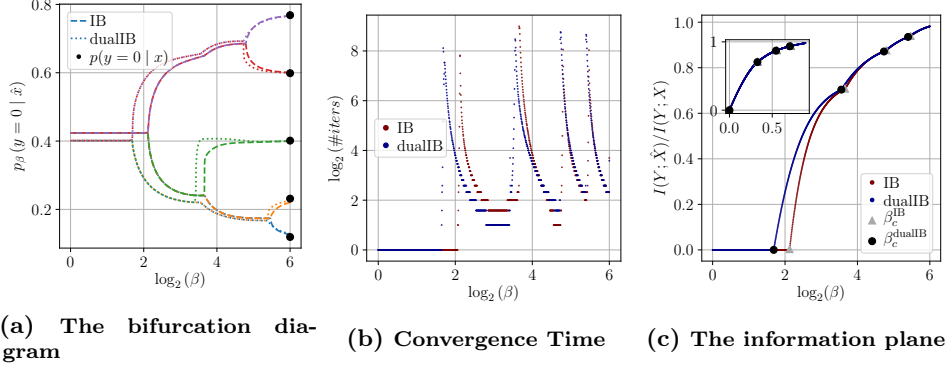 0.8
0.6
0.4
0.2
0
2
4
6
p_β (y = 0 | x̂)
log₂ (β)
IB
dualIB
p(y = 0 | x)
(a) The bifurcation dia-
gram
8
6
4
2
0
0
2
4
6
log₂ (#iters)
log₂ (β)
IB
dualIB
(b) Convergence Time
1.0
0.8
0.6
0.4
0.2
0.0
0
2
4
6
I(Y; X̂)/I(Y; X)
log₂(β)
1
0
0.0
0.5
IB
dualIB
β_c^IB
β_c^dualIB
(c) The information plane